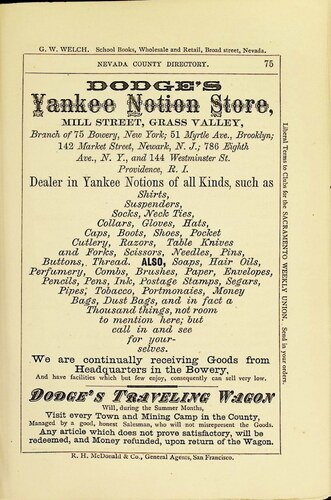 G. W. WELCH. School Books, Wholesale and Retail, Broad street, Nevada.
NEVADA COUNTY DIRECTORY. 75
DODGE'S
Yankee Notion Store,
MILL STREET, GRASS VALLEY,
Branch of 75 Bowery, New York; 51 Myrtle Ave., Brooklyn;
142 Market Street, Newark, N. J.; 786 Eighth
Ave., N. Y., and 144 Westminster St.
Providence, R. I.
Dealer in Yankee Notions of all Kinds, such as
Shirts,
Suspenders,
Socks, Neck Ties,
Collars, Gloves, Hats,
Caps, Boots, Shoes, Pocket
Cutlery, Razors, Table Knives
and Forks, Scissors, Needles, Pins,
Buttons, Thread. ALSO, Soaps, Hair Oils,
Perfumery, Combs, Brushes, Paper, Envelopes,
Pencils, Pens, Ink, Postage Stamps, Segars,
Pipes, Tobacco, Portmonaies, Money
Bags, Dust Bags, and in fact a
Thousand things, not room
to mention here; but
call in and see
for your-
selves.
We are continually receiving Goods from
Headquarters in the Bowery,
And have facilities which but few enjoy, consequently can sell very low.
DODGE'S TRAVELING WAGON
Will, during the Summer Months,
Visit every Town and Mining Camp in the County,
Managed by a good, honest Salesman, who will not misrepresent the Goods.
Any article which does not prove satisfactory, will be
redeemed, and Money refunded, upon return of the Wagon.
R. H. McDonald & Co., General Agents, San Francisco.
Liberal Terms to Clubs for the SACRAMENTO WEEKLY UNION. Send in your orders.